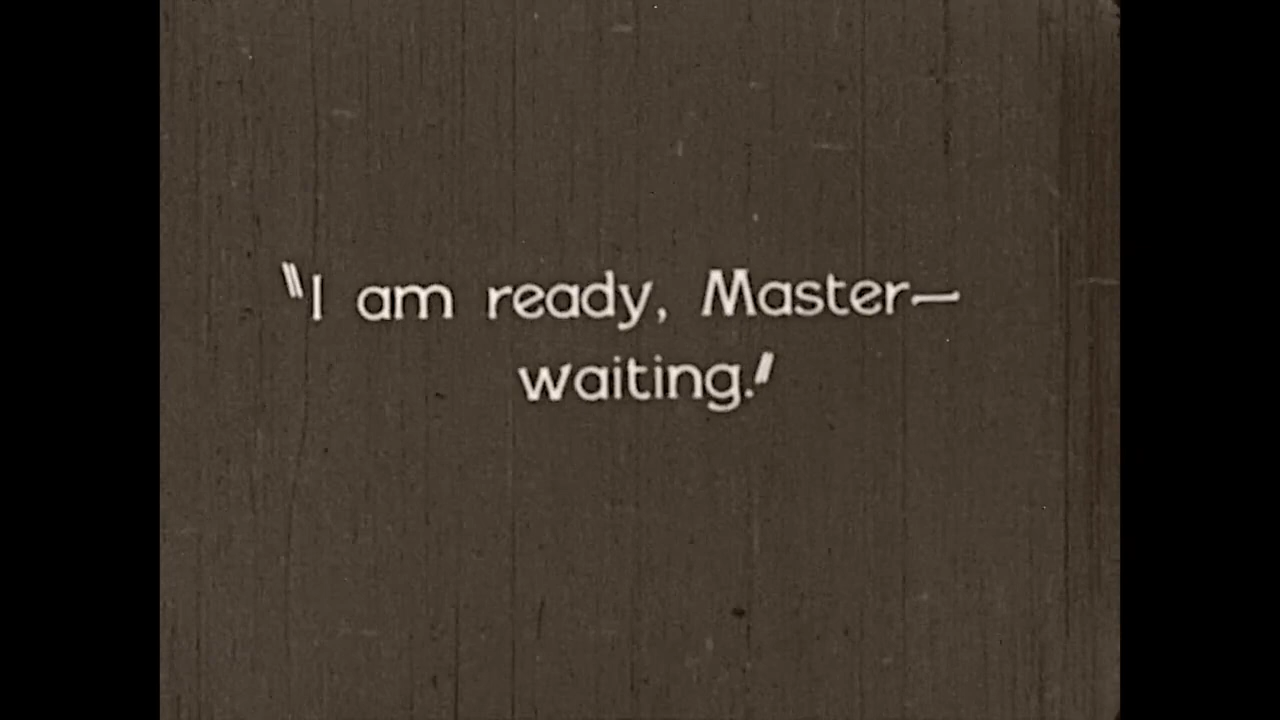 "I am ready, Master—
waiting."